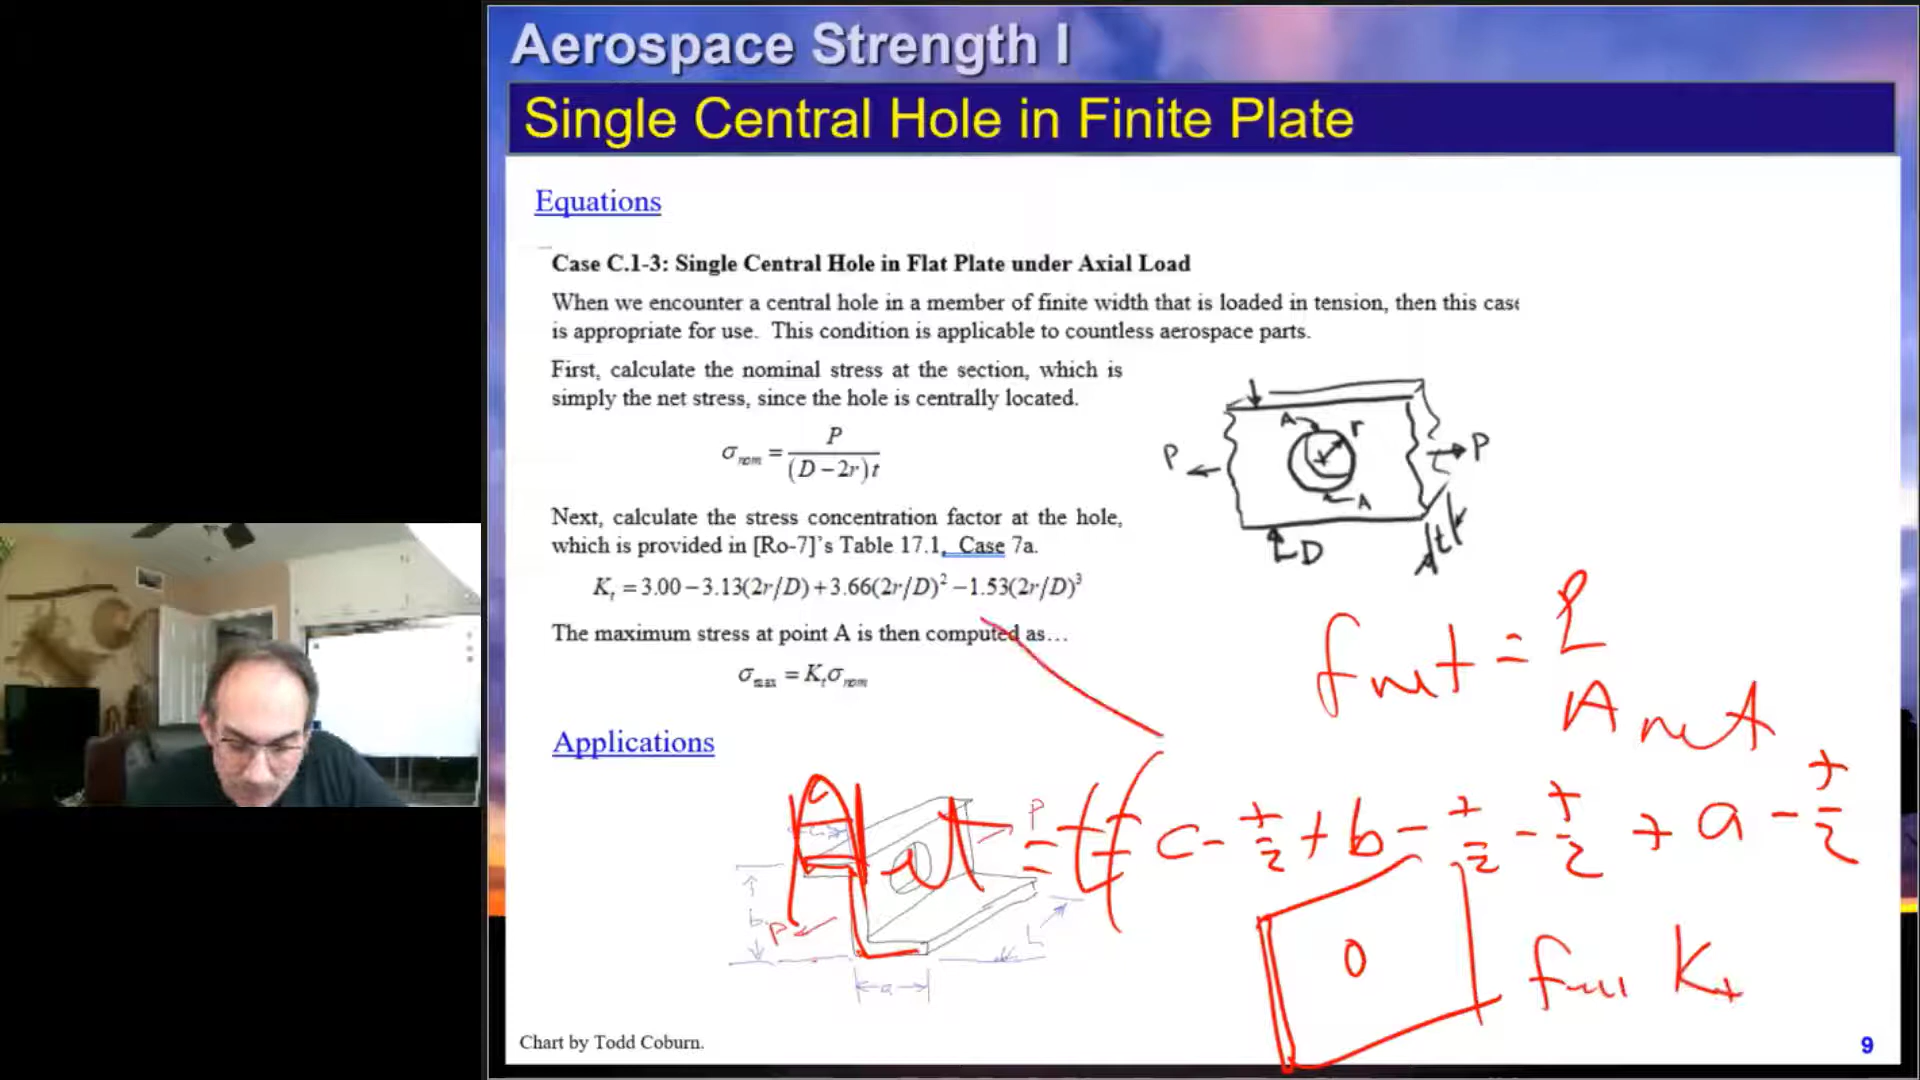 Aerospace Strength I
Single Central Hole in Finite Plate
Equations
Case C.1-3: Single Central Hole in Flat Plate under Axial Load
When we encounter a central hole in a member of finite width that is loaded in tension, then this case
is appropriate for use. This condition is applicable to countless aerospace parts.
First, calculate the nominal stress at the section, which is
simply the net stress, since the hole is centrally located.
σnom = P / (D − 2r)t
A
r
P
P
A
t
D
Next, calculate the stress concentration factor at the hole,
which is provided in [Ro-7]'s Table 17.1, Case 7a.
Kt = 3.00 − 3.13(2r/D) + 3.66(2r/D)² − 1.53(2r/D)³
The maximum stress at point A is then computed as…
σmax = Ktσnom
fnet = P / Anet
Applications
P
= t ( c - t/2 + b - t/2 - t/2 + a - t/2
b
P
L
a
0
Kt
Chart by Todd Coburn.
9